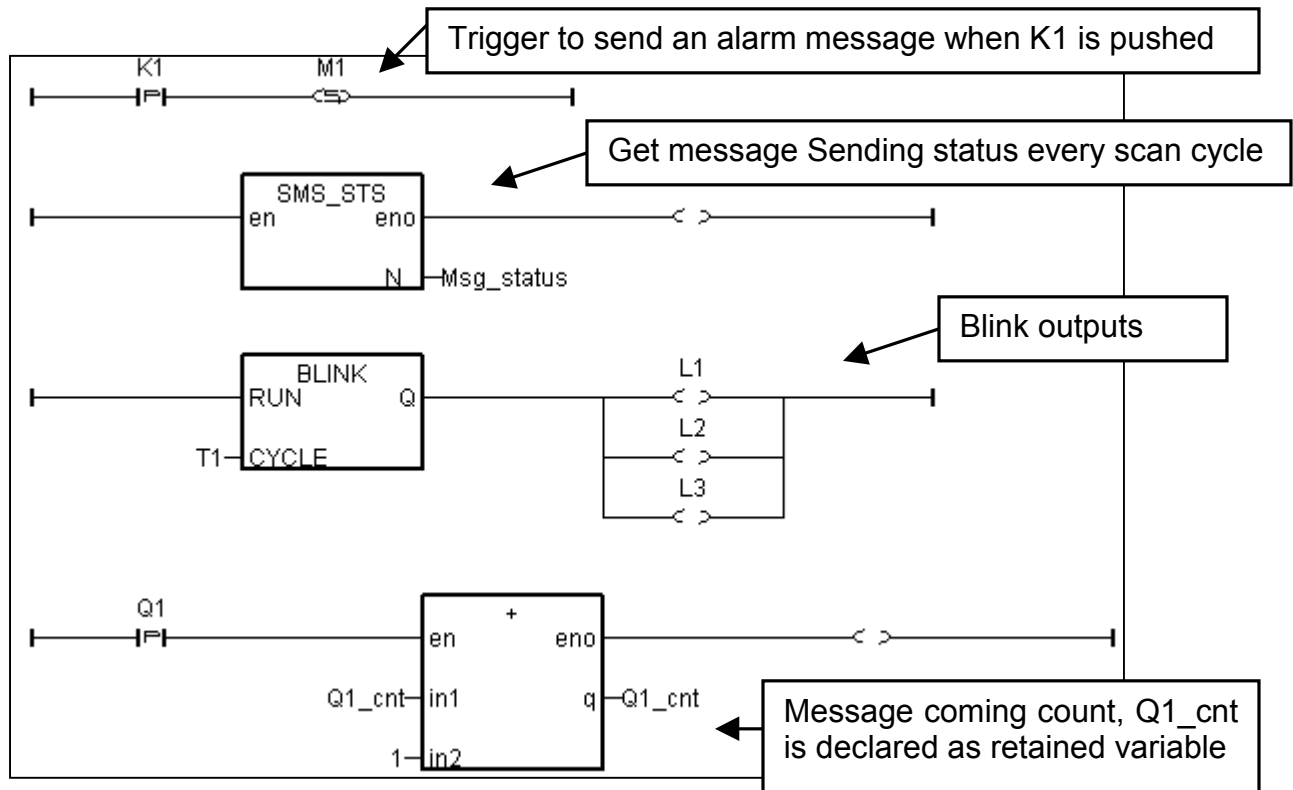 Trigger to send an alarm message when K1 is pushed
K1 M1
P S
Get message Sending status every scan cycle
SMS_STS
en eno
N Msg_status
Blink outputs
BLINK L1
RUN Q
L2
T1 CYCLE
L3
Q1 +
P en eno
Q1_cnt in1 q Q1_cnt
1 in2
Message coming count, Q1_cnt
is declared as retained variable